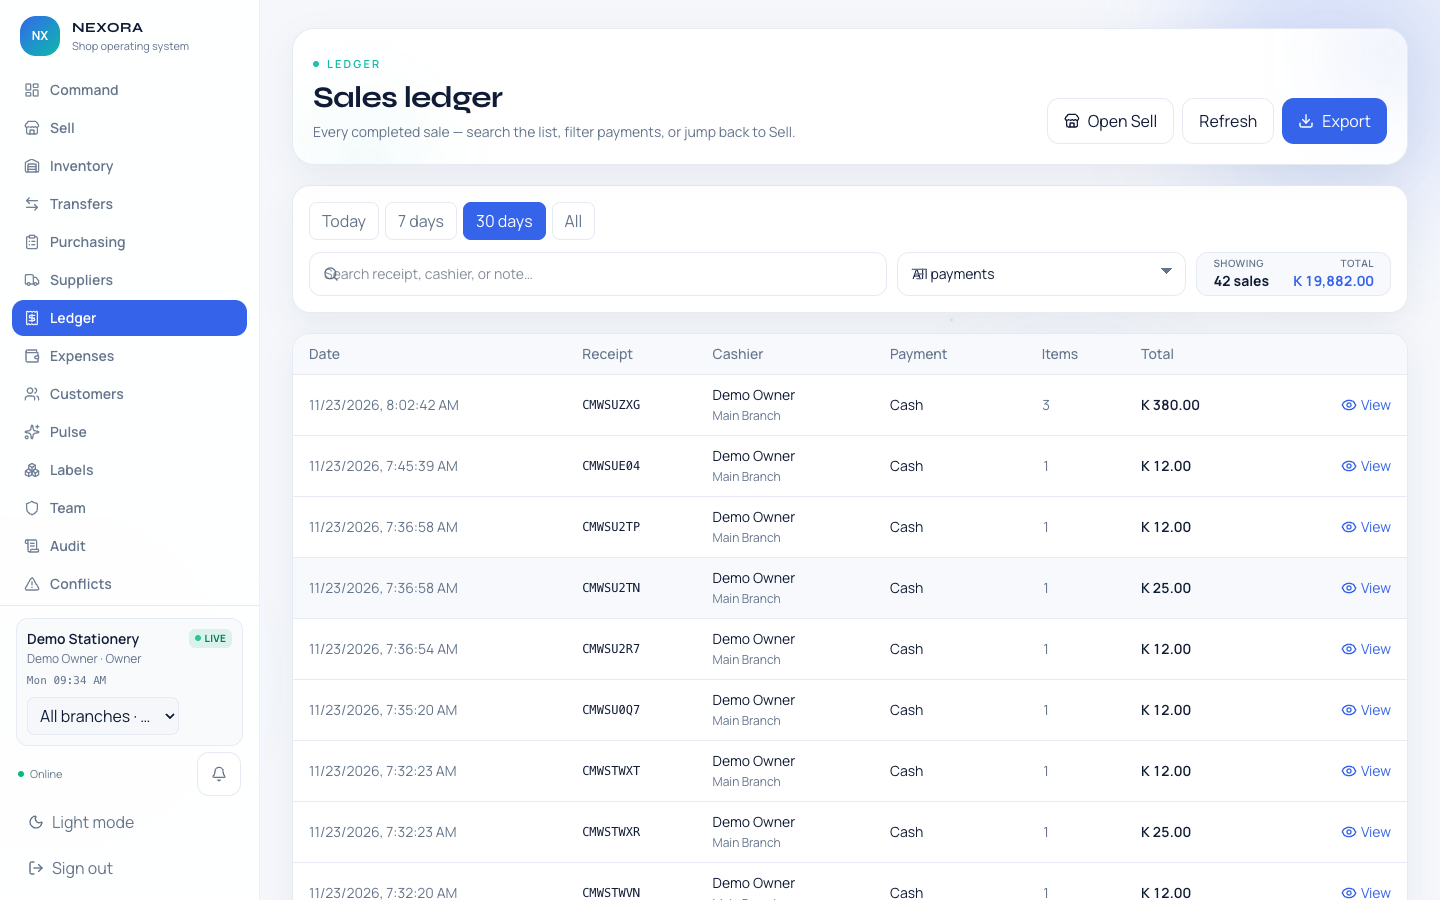 NX
NEXORA
Shop operating system
Command
Sell
Inventory
Transfers
Purchasing
Suppliers
Ledger
Expenses
Customers
Pulse
Labels
Team
Audit
Conflicts
Demo Stationery
LIVE
Demo Owner · Owner
Mon 09:34 AM
All branches · ...
Online
Light mode
Sign out
LEDGER
Sales ledger
Every completed sale — search the list, filter payments, or jump back to Sell.
Open Sell
Refresh
Export
Today
7 days
30 days
All
Search receipt, cashier, or note...
All payments
SHOWING
42 sales
TOTAL
K 19,882.00
Date Receipt Cashier Payment Items Total
11/23/2026, 8:02:42 AM CMWSUZXG Demo Owner Cash 3 K 380.00 View
Main Branch
11/23/2026, 7:45:39 AM CMWSUE04 Demo Owner Cash 1 K 12.00 View
Main Branch
11/23/2026, 7:36:58 AM CMWSU2TP Demo Owner Cash 1 K 12.00 View
Main Branch
11/23/2026, 7:36:58 AM CMWSU2TN Demo Owner Cash 1 K 25.00 View
Main Branch
11/23/2026, 7:36:54 AM CMWSU2R7 Demo Owner Cash 1 K 12.00 View
Main Branch
11/23/2026, 7:35:20 AM CMWSU0Q7 Demo Owner Cash 1 K 12.00 View
Main Branch
11/23/2026, 7:32:23 AM CMWSTWXT Demo Owner Cash 1 K 12.00 View
Main Branch
11/23/2026, 7:32:23 AM CMWSTWXR Demo Owner Cash 1 K 25.00 View
Main Branch
11/23/2026, 7:32:20 AM CMWSTWVN Demo Owner Cash 1 K 12.00 View